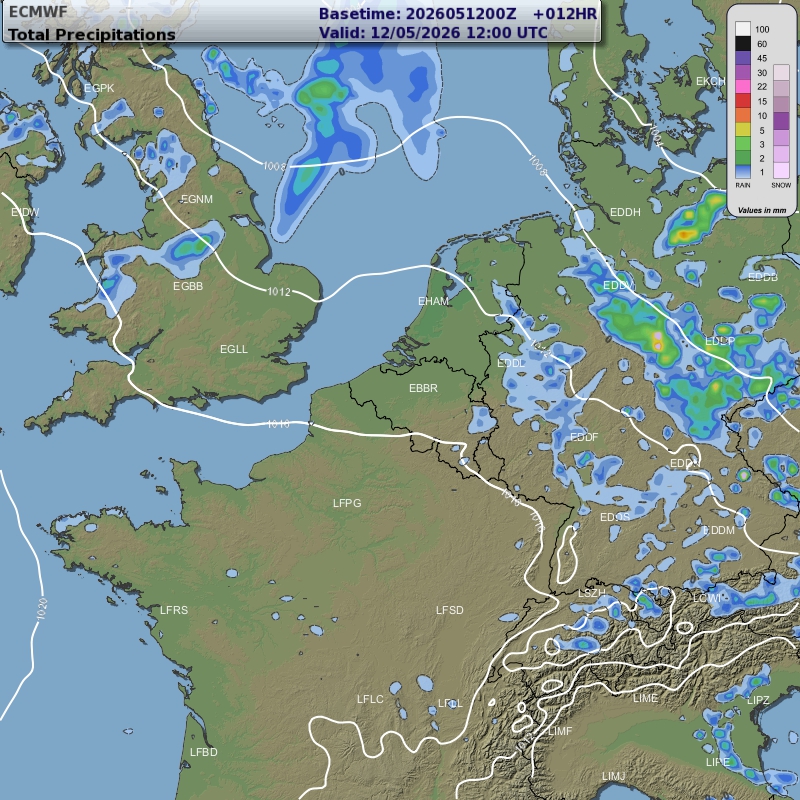 ECMWF
Basetime: 2026051200Z +012HR
Total Precipitations
Valid: 12/05/2026 12:00 UTC
100
60
45
30
22
15
10
5
3
2
1
RAIN SNOW
Values in mm
EGPK
EKCH
1004
1008
1008
EIDW
EGNM
EDDH
EGBB
1012
EDDV
EDDB
EHAM
EGLL
EDDP
EDDL
EBBR
1016
EDDF
EDDN
LFPG
1016
EDDS
EDDM
1020
LFRS
LFSD
LSZH
LOWI
LFLC
LFLL
LIME
LIPZ
LIMF
LFBD
LIPE
LIMJ